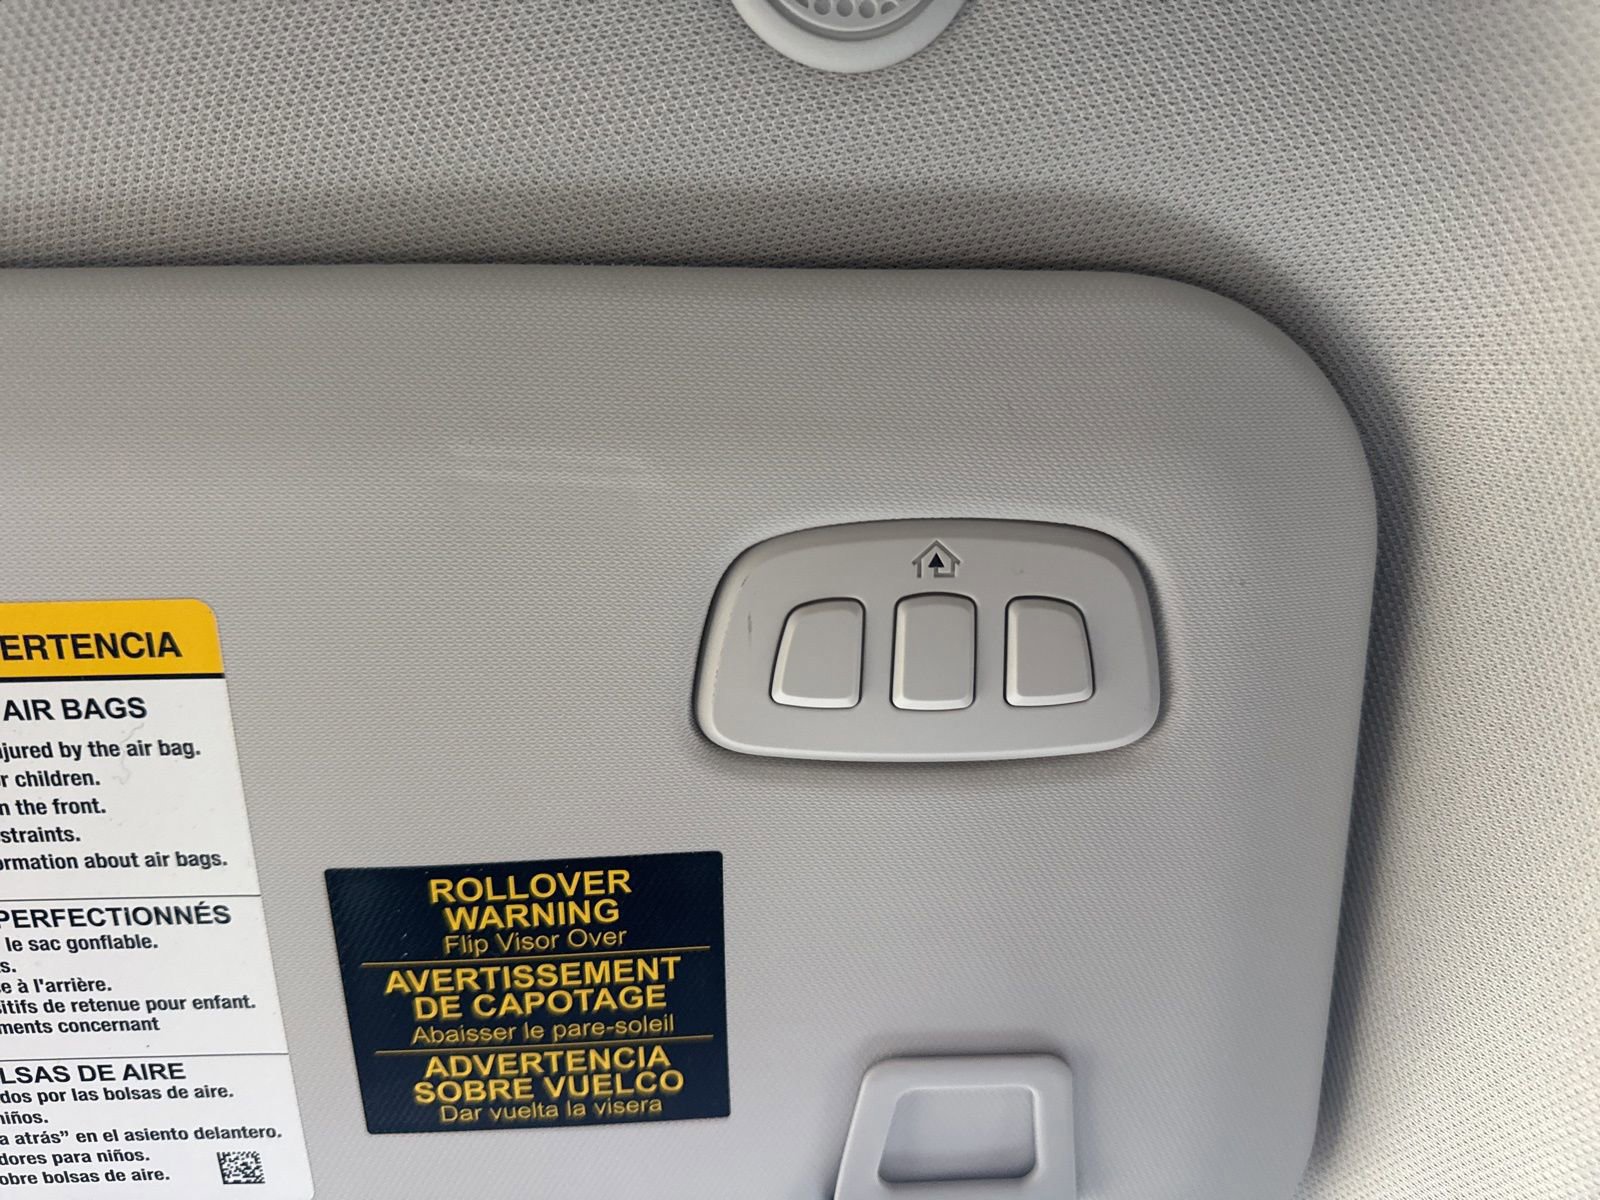 ERTENCIA
AIR BAGS
jured by the air bag.
r children.
n the front.
straints.
ormation about air bags.
PERFECTIONNÉS
le sac gonflable.
s.
e à l'arrière.
itifs de retenue pour enfant.
ments concernant
LSAS DE AIRE
dos por las bolsas de aire.
niños.
a atrás” en el asiento delantero.
dores para niños.
obre bolsas de aire.
ROLLOVER
WARNING
Flip Visor Over
AVERTISSEMENT
DE CAPOTAGE
Abaisser le pare-soleil
ADVERTENCIA
SOBRE VUELCO
Dar vuelta la visera